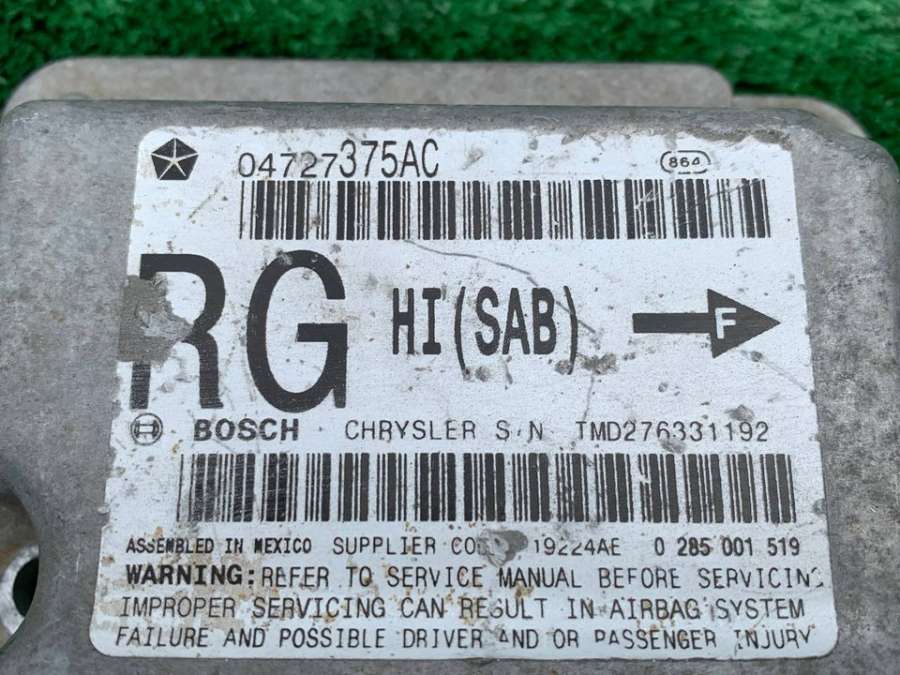 04727375AC 864
RG HI (SAB) F
BOSCH CHRYSLER S/N TMD276331192
ASSEMBLED IN MEXICO SUPPLIER 19224AE 0 285 001 519
WARNING: REFER TO SERVICE MANUAL BEFORE SERVICING
IMPROPER SERVICING CAN RESULT IN AIRBAG SYSTEM
FAILURE AND POSSIBLE DRIVER AND OR PASSENGER INJURY